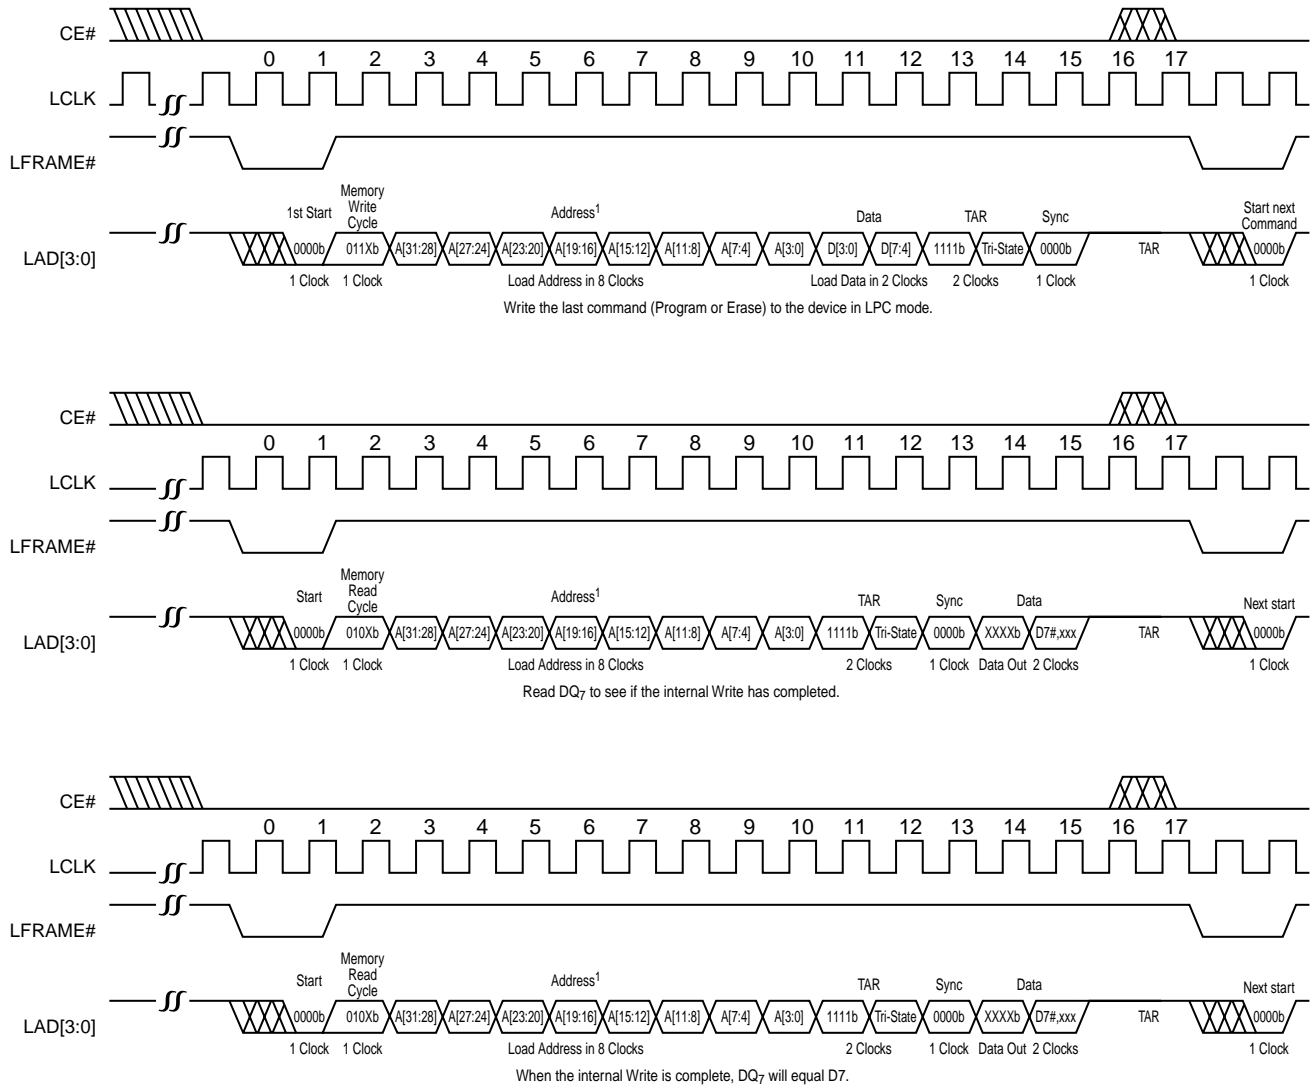 CE#
0 1 2 3 4 5 6 7 8 9 10 11 12 13 14 15 16 17
LCLK
LFRAME#
1st Start Memory Write Cycle Address1 Data TAR Sync Start next Command
LAD[3:0] 0000b 011Xb A[31:28] A[27:24] A[23:20] A[19:16] A[15:12] A[11:8] A[7:4] A[3:0] D[3:0] D[7:4] 1111b Tri-State 0000b TAR 0000b
1 Clock 1 Clock Load Address in 8 Clocks Load Data in 2 Clocks 2 Clocks 1 Clock 1 Clock
Write the last command (Program or Erase) to the device in LPC mode.
CE#
0 1 2 3 4 5 6 7 8 9 10 11 12 13 14 15 16 17
LCLK
LFRAME#
Start Memory Read Cycle Address1 TAR Sync Data Next start
LAD[3:0] 0000b 010Xb A[31:28] A[27:24] A[23:20] A[19:16] A[15:12] A[11:8] A[7:4] A[3:0] 1111b Tri-State 0000b XXXXb D7#,xxx TAR 0000b
1 Clock 1 Clock Load Address in 8 Clocks 2 Clocks 1 Clock Data Out 2 Clocks 1 Clock
Read DQ7 to see if the internal Write has completed.
CE#
0 1 2 3 4 5 6 7 8 9 10 11 12 13 14 15 16 17
LCLK
LFRAME#
Start Memory Read Cycle Address1 TAR Sync Data Next start
LAD[3:0] 0000b 010Xb A[31:28] A[27:24] A[23:20] A[19:16] A[15:12] A[11:8] A[7:4] A[3:0] 1111b Tri-State 0000b XXXXb D7#,xxx TAR 0000b
1 Clock 1 Clock Load Address in 8 Clocks 2 Clocks 1 Clock Data Out 2 Clocks 1 Clock
When the internal Write is complete, DQ7 will equal D7.